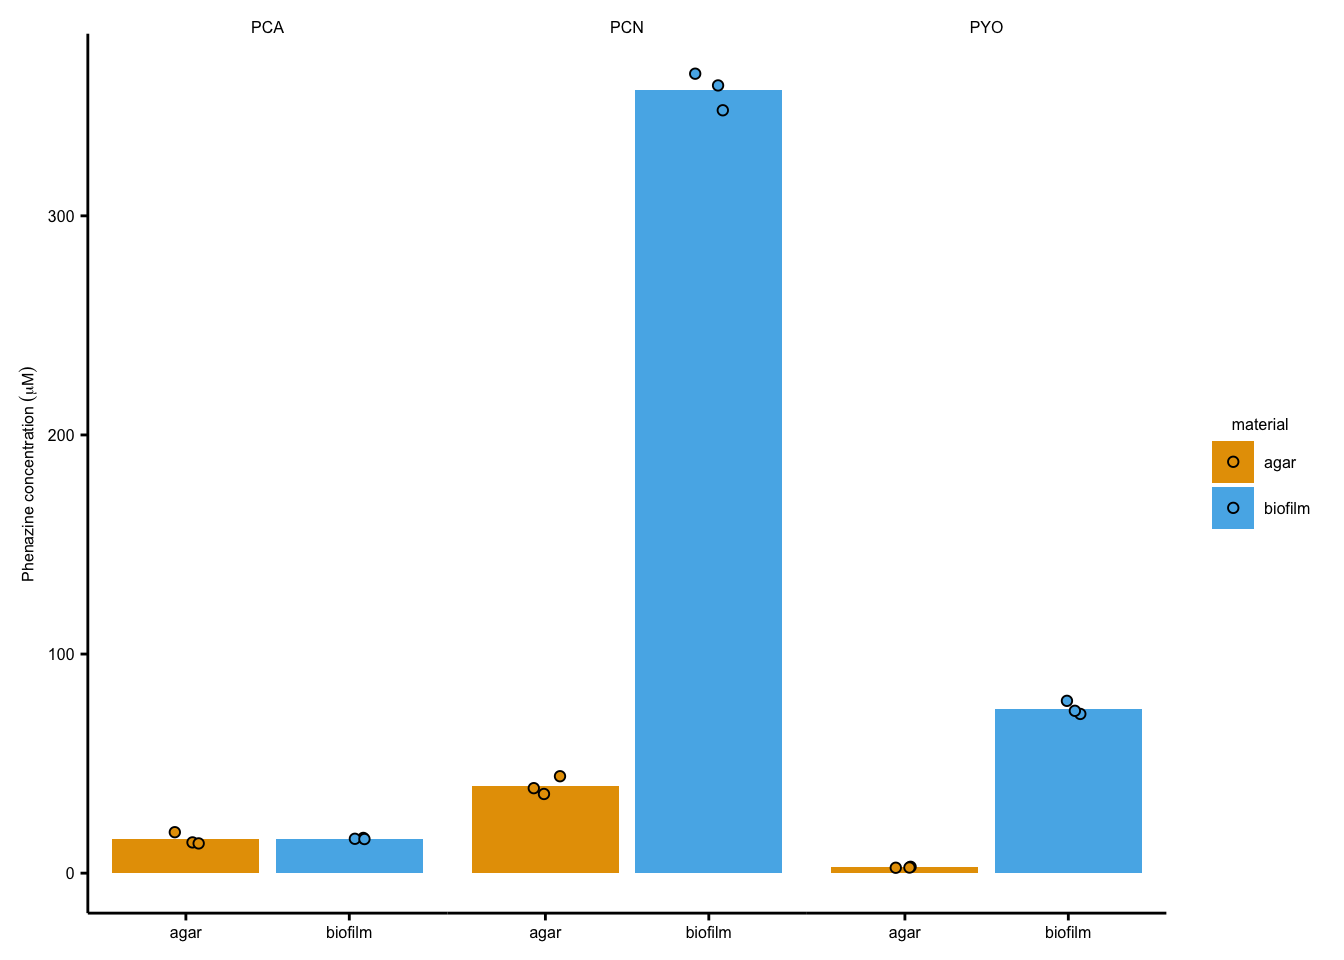 PCA PCN PYO
Phenazine concentration (μM)
300
200
100
0
agar biofilm agar biofilm agar biofilm
material
agar
biofilm